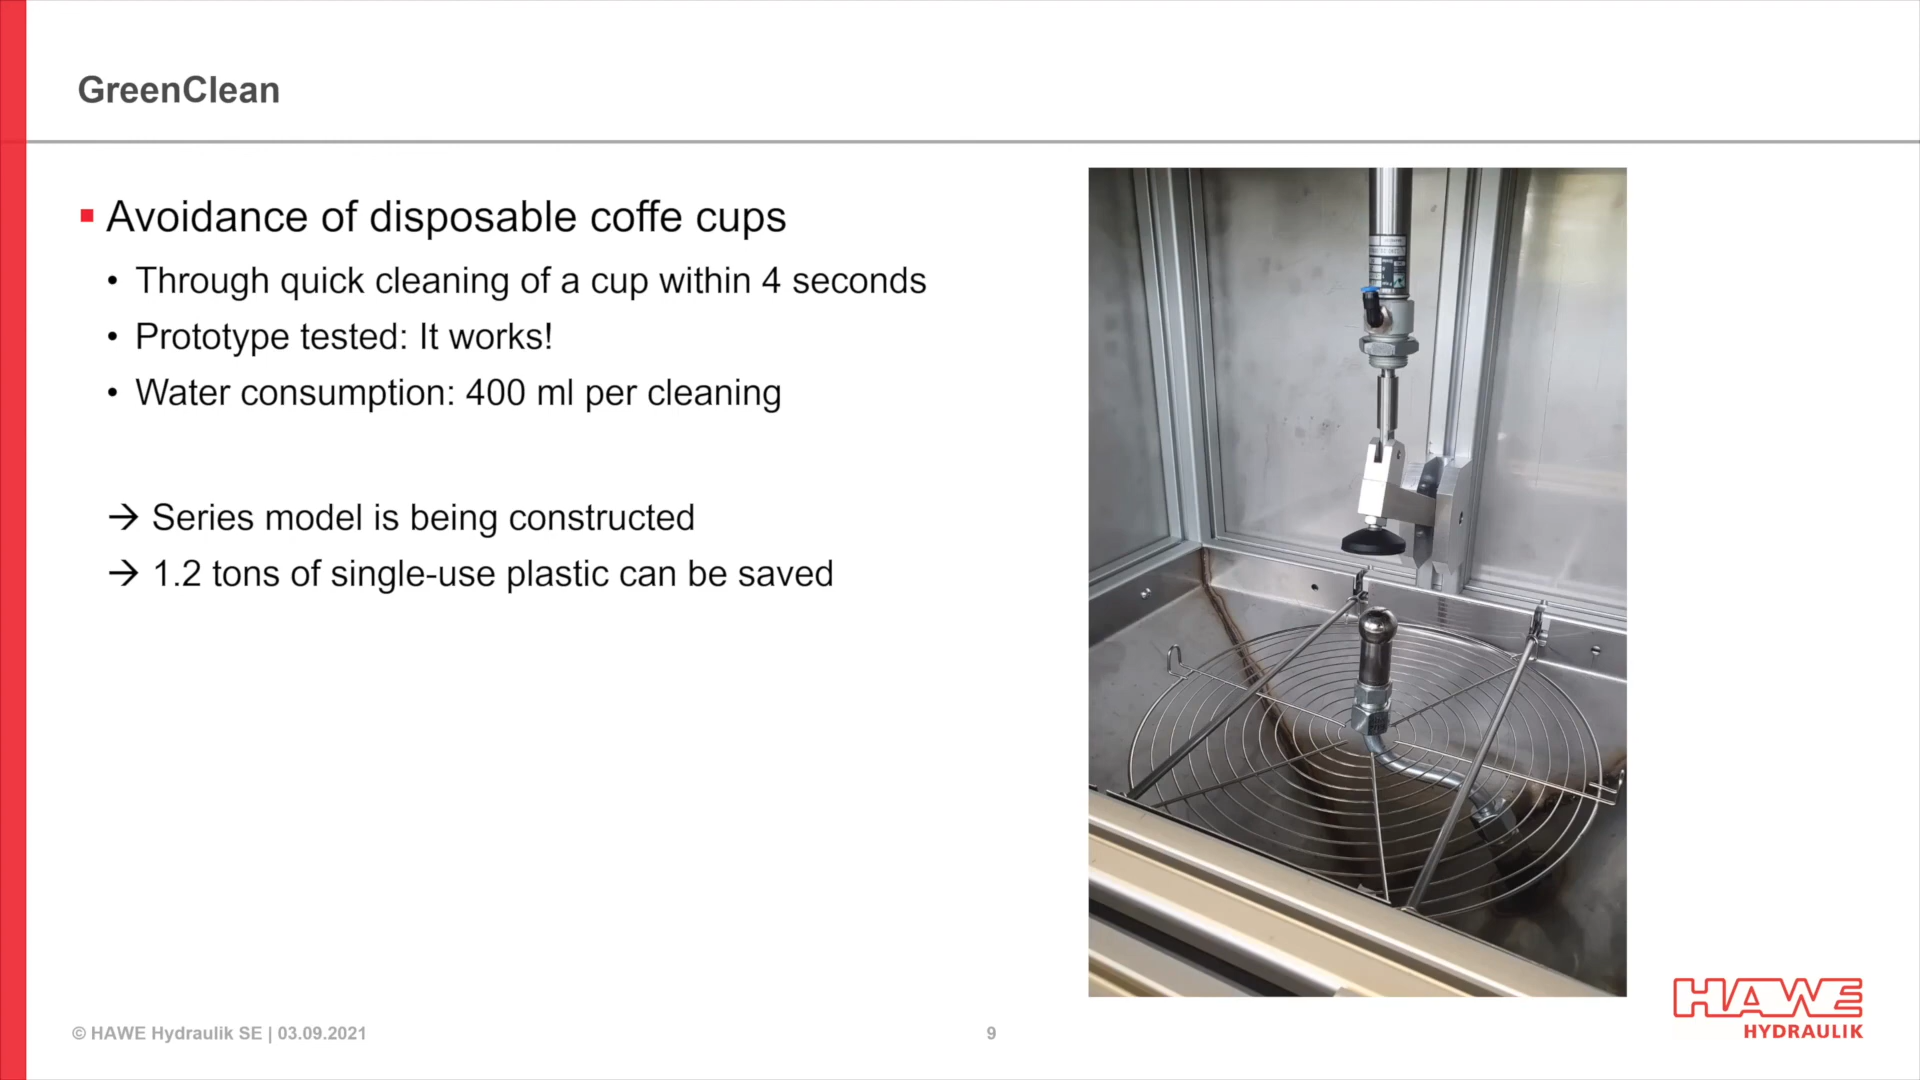 GreenClean
Avoidance of disposable coffe cups
• Through quick cleaning of a cup within 4 seconds
• Prototype tested: It works!
• Water consumption: 400 ml per cleaning
→ Series model is being constructed
→ 1.2 tons of single-use plastic can be saved
© HAWE Hydraulik SE | 03.09.2021
9
HAWE
HYDRAULIK